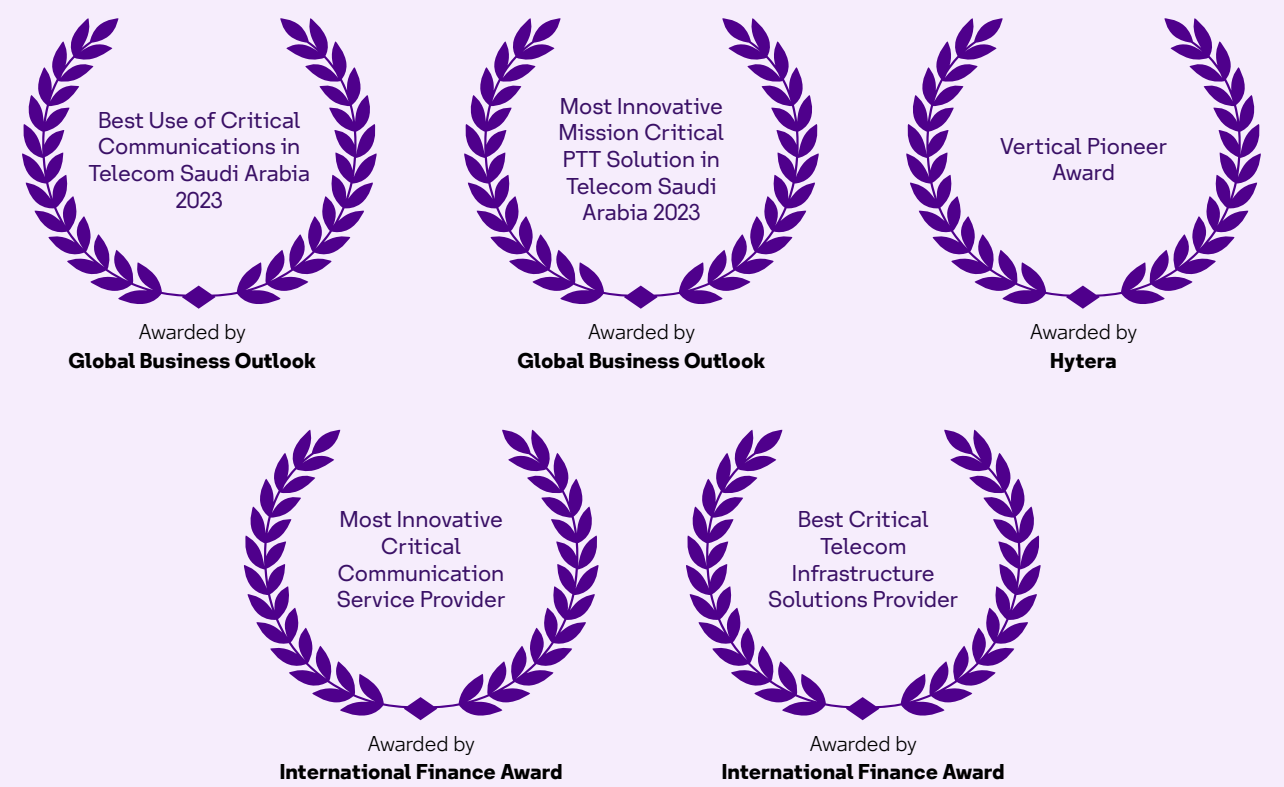 Best Use of Critical
Communications in
Telecom Saudi Arabia
2023
Awarded by
Global Business Outlook
Most Innovative
Mission Critical
PTT Solution in
Telecom Saudi
Arabia 2023
Awarded by
Global Business Outlook
Vertical Pioneer
Award
Awarded by
Hytera
Most Innovative
Critical
Communication
Service Provider
Awarded by
International Finance Award
Best Critical
Telecom
Infrastructure
Solutions Provider
Awarded by
International Finance Award